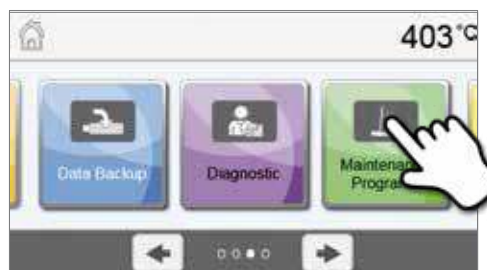 403°C
Data Backup
Diagnostic
Maintenan
Progra